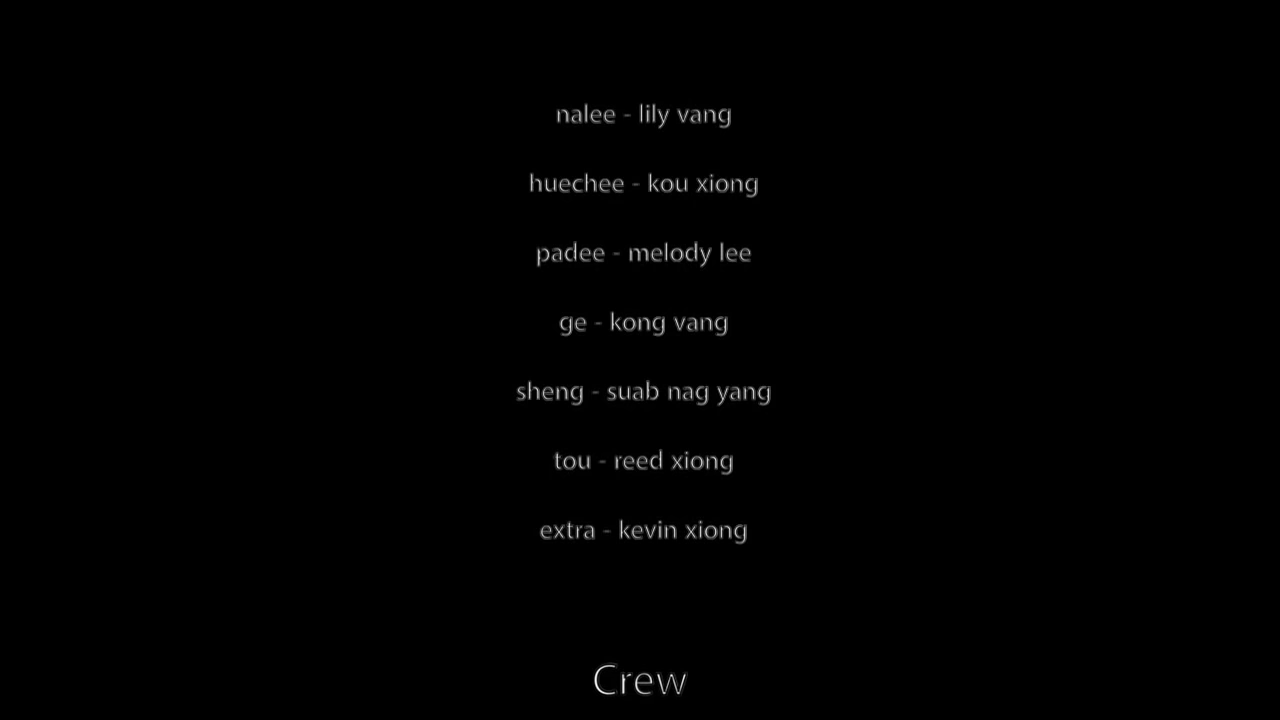 nalee - lily vang
huechee - kou xiong
padee - melody lee
ge - kong vang
sheng - suab nag yang
tou - reed xiong
extra - kevin xiong
Crew